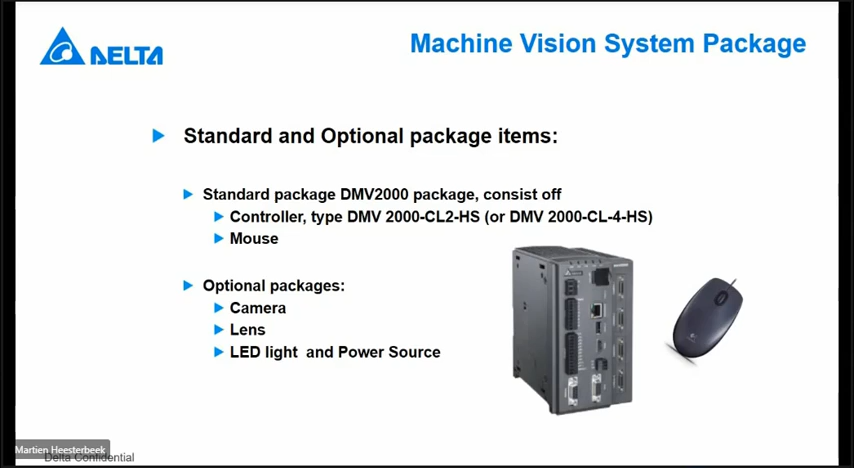 DELTA
Machine Vision System Package
Standard and Optional package items:
Standard package DMV2000 package, consist off
Controller, type DMV 2000-CL2-HS (or DMV 2000-CL-4-HS)
Mouse
Optional packages:
Camera
Lens
LED light and Power Source
Martien Heesterbeek
Delta Confidential